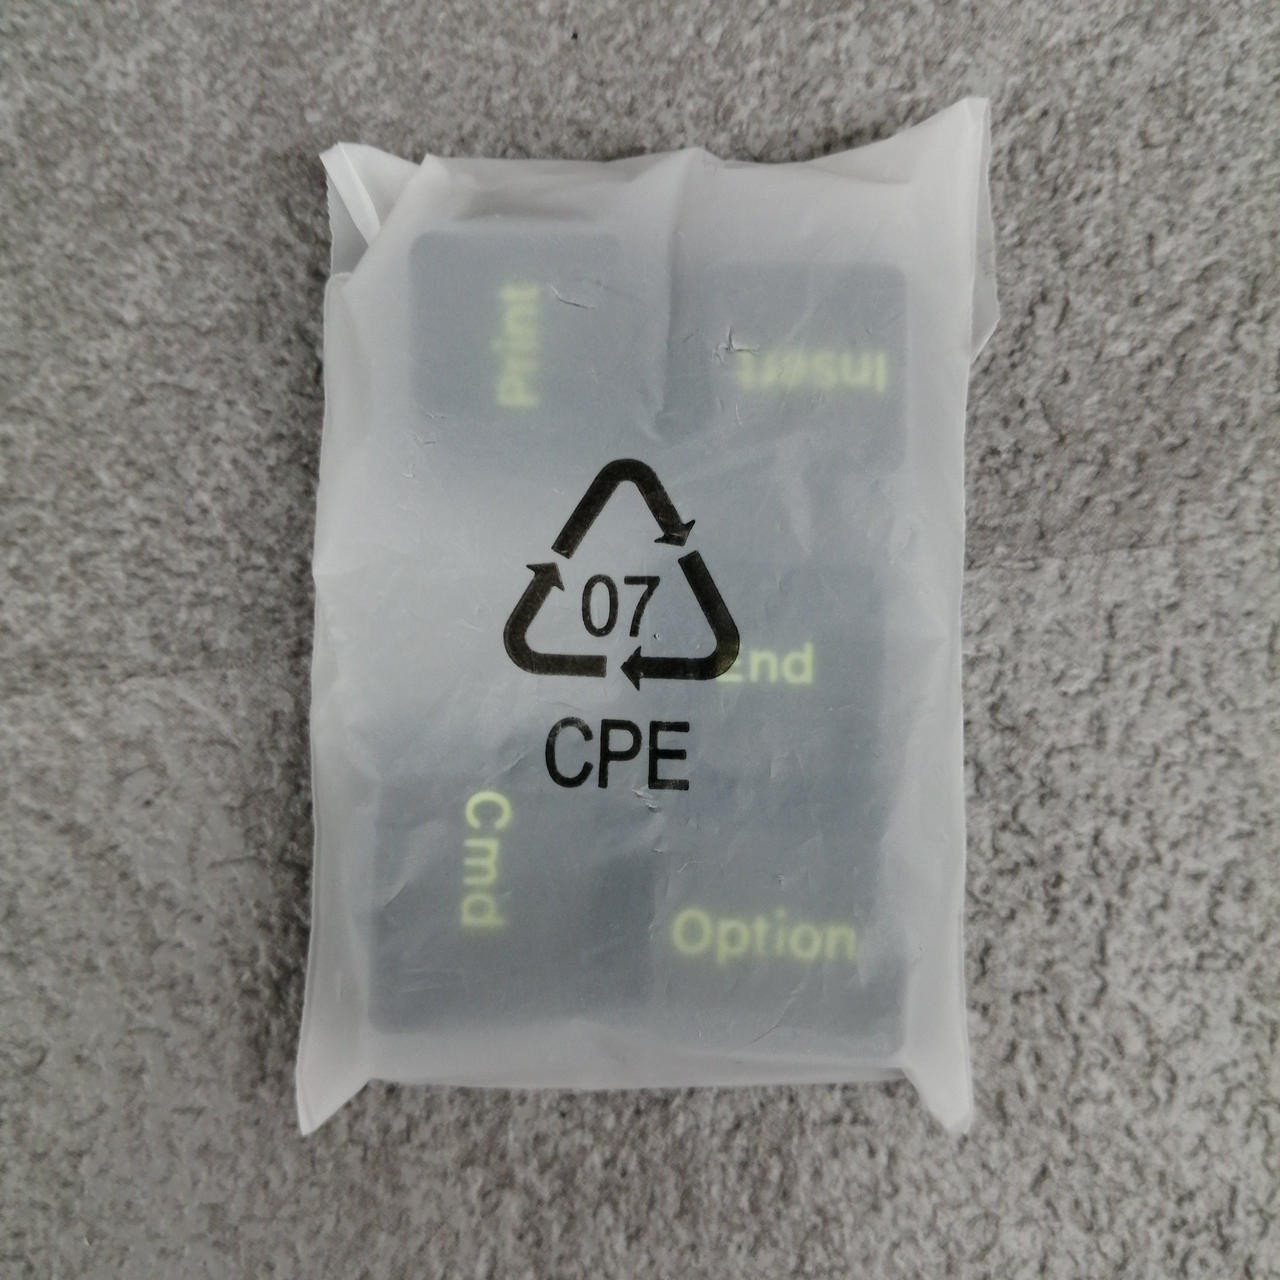 Print
Insert
07
End
CPE
Cmd
Option